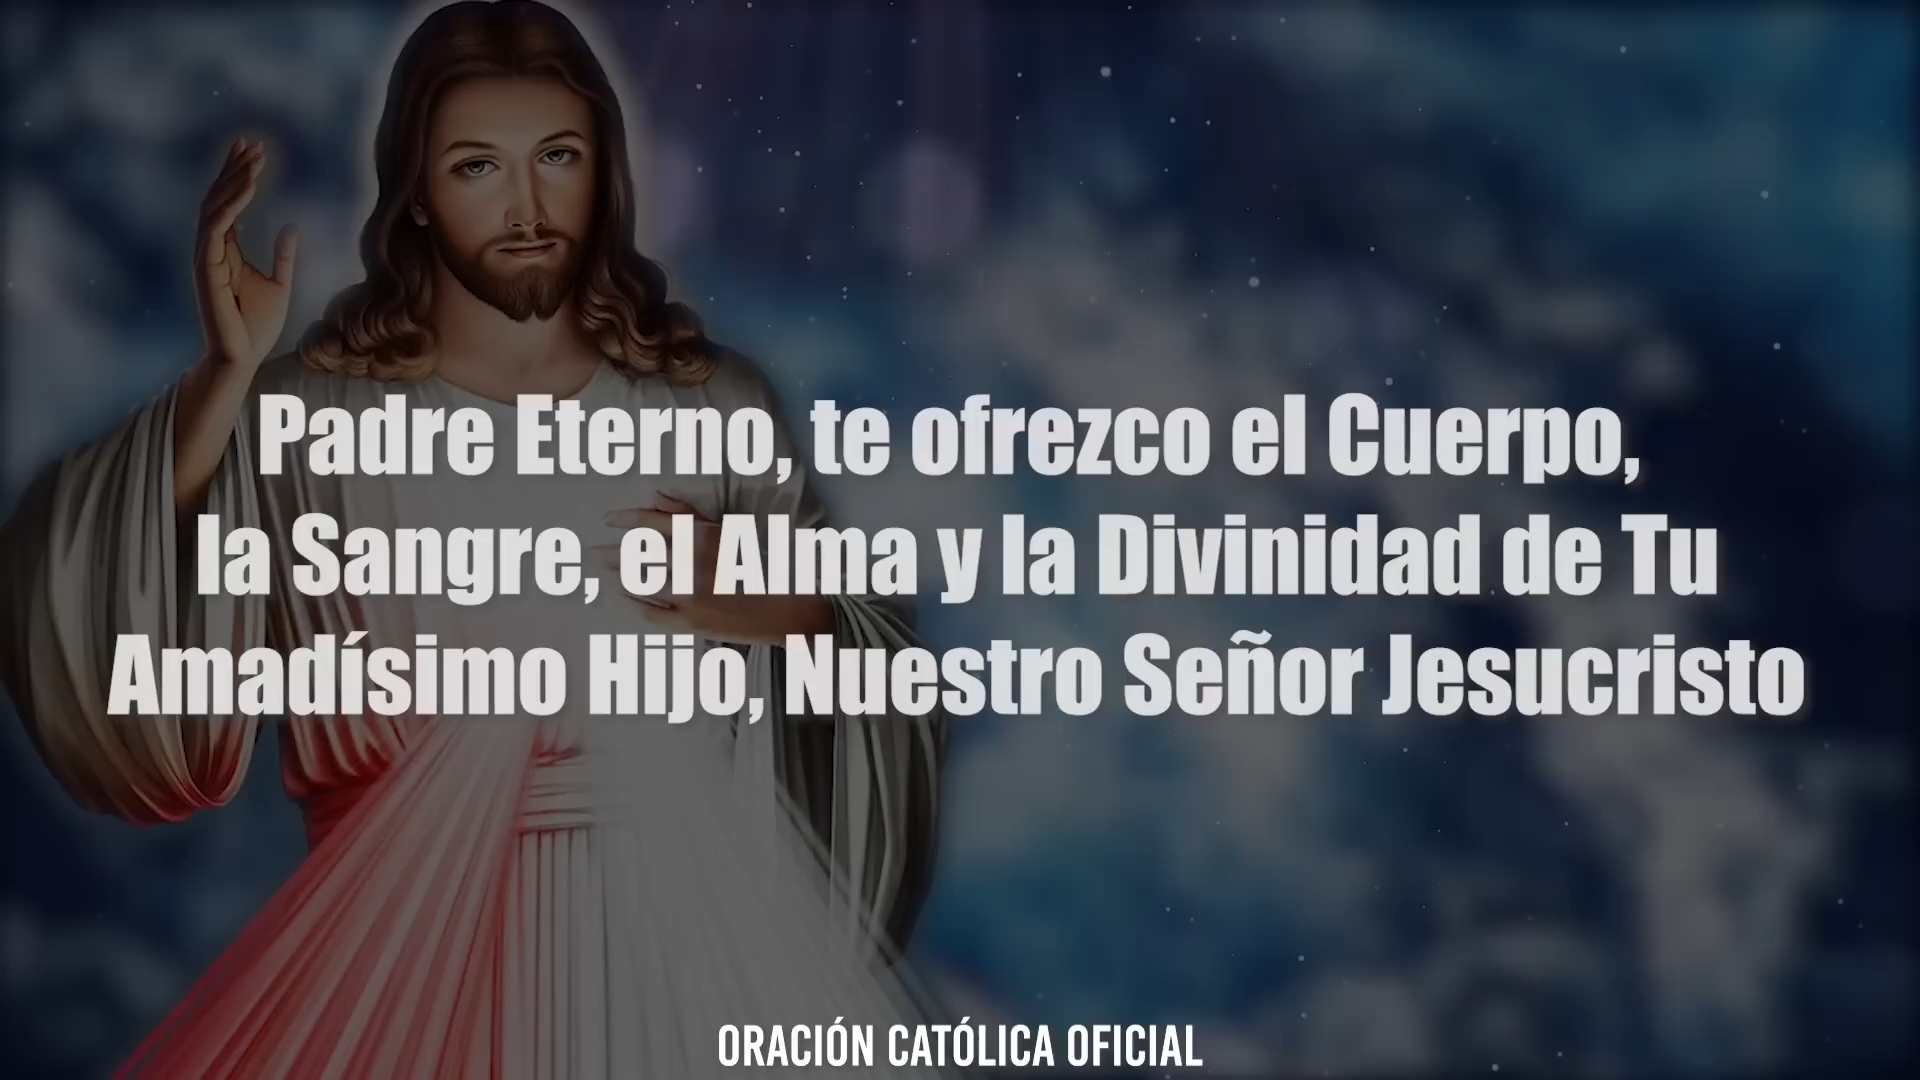 Padre Eterno, te ofrezco el Cuerpo,
la Sangre, el Alma y la Divinidad de Tu
Amadísimo Hijo, Nuestro Señor Jesucristo
ORACIÓN CATÓLICA OFICIAL